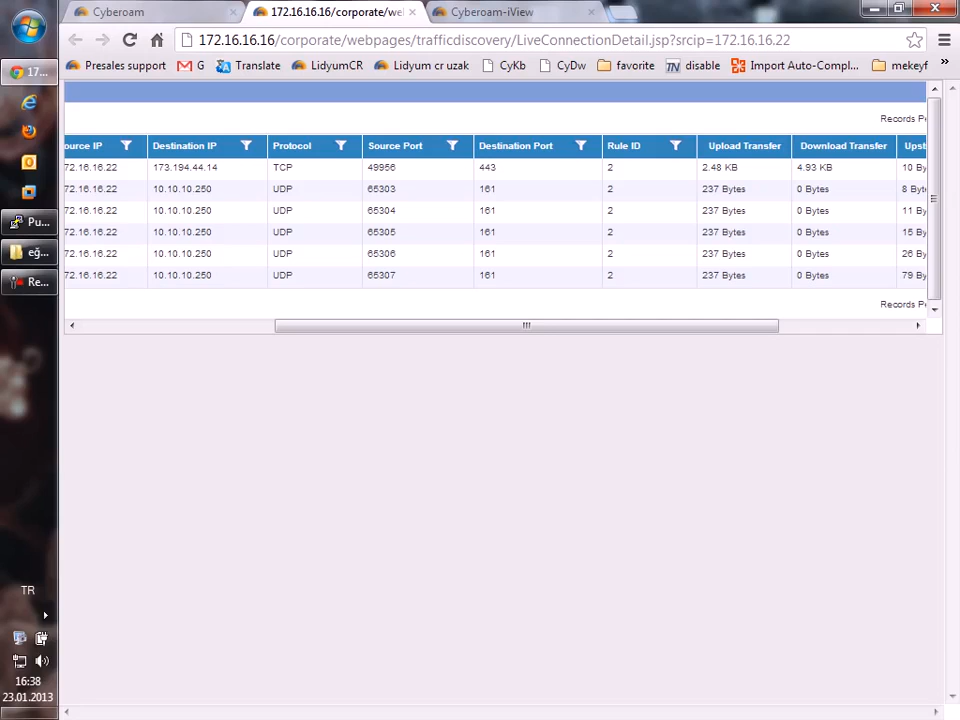 Cyberoam
172.16.16.16/corporate/we
Cyberoam-iView
172.16.16.16/corporate/webpages/trafficdiscovery/LiveConnectionDetail.jsp?srcip=172.16.16.22
Presales support
G
Translate
LidyumCR
Lidyum cr uzak
CyKb
CyDw
favorite
TN
disable
Import Auto-Compl...
mekeyf
»
17...
Records Pe
ource IP Destination IP Protocol Source Port Destination Port Rule ID Upload Transfer Download Transfer Upst
72.16.16.22 173.194.44.14 TCP 49956 443 2 2.48 KB 4.93 KB 10 By
72.16.16.22 10.10.10.250 UDP 65303 161 2 237 Bytes 0 Bytes 8 Byt
72.16.16.22 10.10.10.250 UDP 65304 161 2 237 Bytes 0 Bytes 11 By
72.16.16.22 10.10.10.250 UDP 65305 161 2 237 Bytes 0 Bytes 15 By
72.16.16.22 10.10.10.250 UDP 65306 161 2 237 Bytes 0 Bytes 26 By
72.16.16.22 10.10.10.250 UDP 65307 161 2 237 Bytes 0 Bytes 79 By
Records Pe
Pu...
eğ...
Re...
TR
16:38
23.01.2013